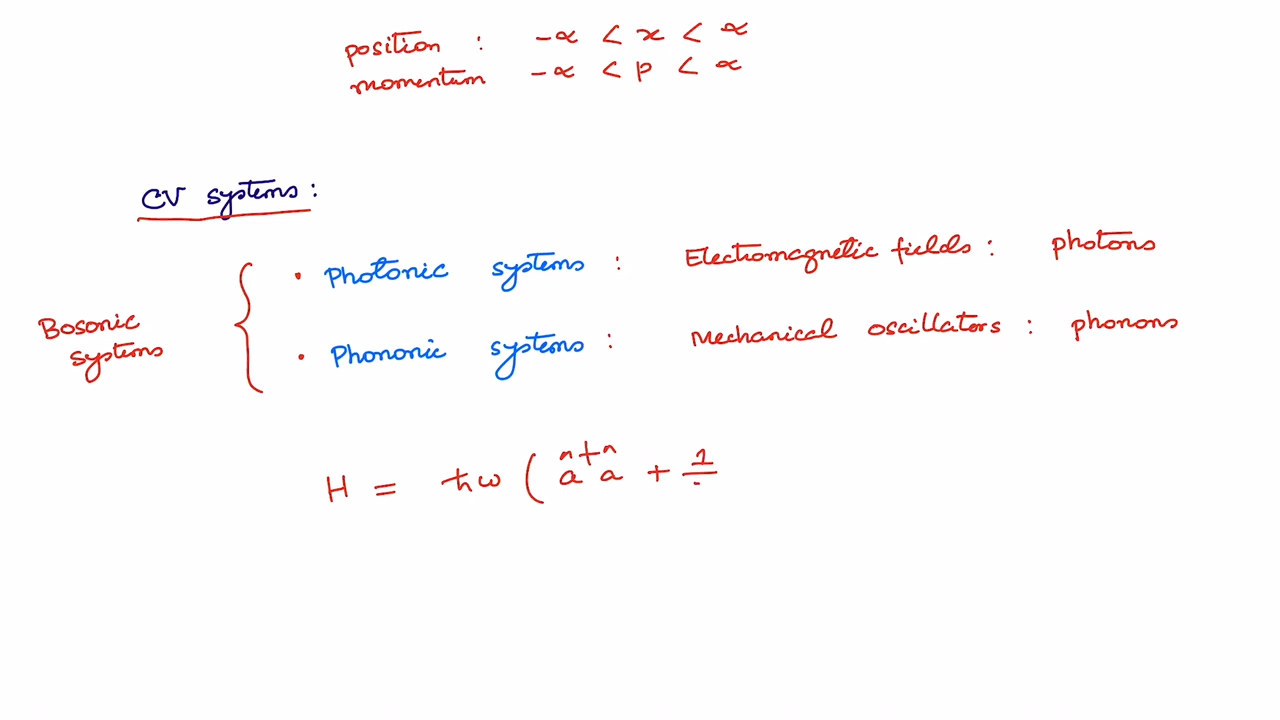 position : -∝ < x < ∝
momentum -∝ < p < ∝
CV systems :
Bosonic systems
• Photonic systems : Electromagnetic fields : photons
• Phononic systems : Mechanical oscillators : phonons
H = ħω ( â†â + 1